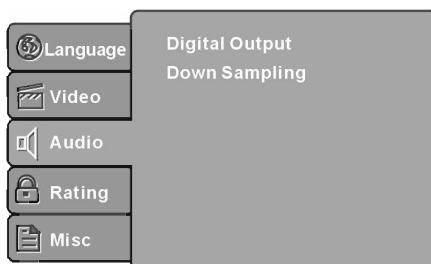 Language
Video
Audio
Rating
Misc
Digital Output
Down Sampling